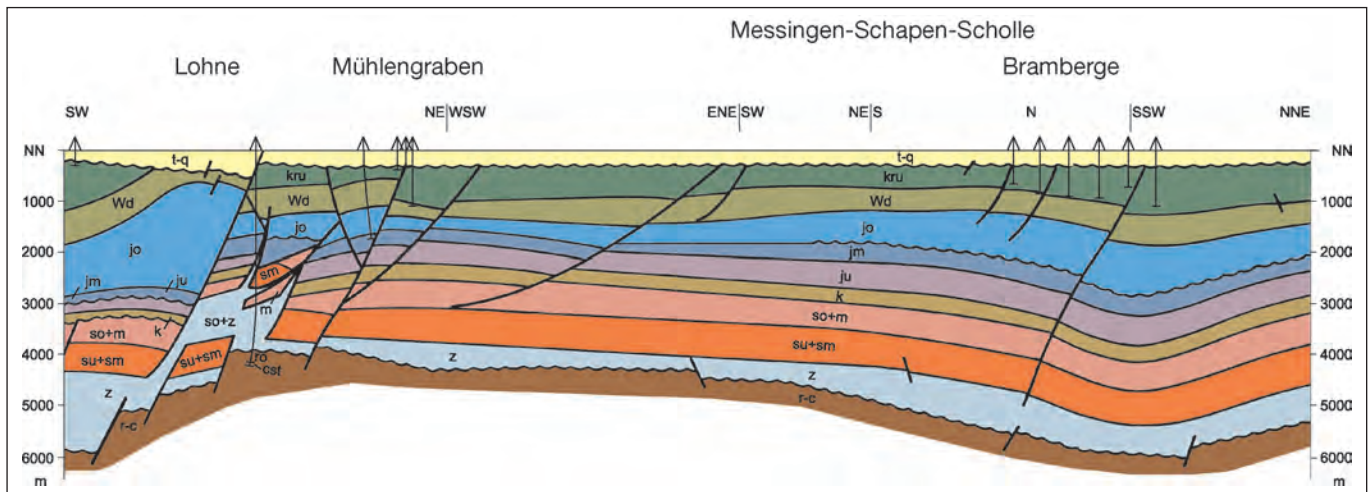 Messingen-Schapen-Scholle
Lohne Mühlengraben Bramberge
SW NE WSW ENE SW NE S N SSW NNE
NN t-q t-q NN
kru kru
1000 Wd Wd Wd 1000
jo jo
2000 jo jm 2000
sm ju
jm ju k
3000 m 3000
k so+z so+m
so+m
4000 su+sm su+sm ro z su+sm 4000
cst
z z
5000 r-c r-c 5000
6000 6000
m m